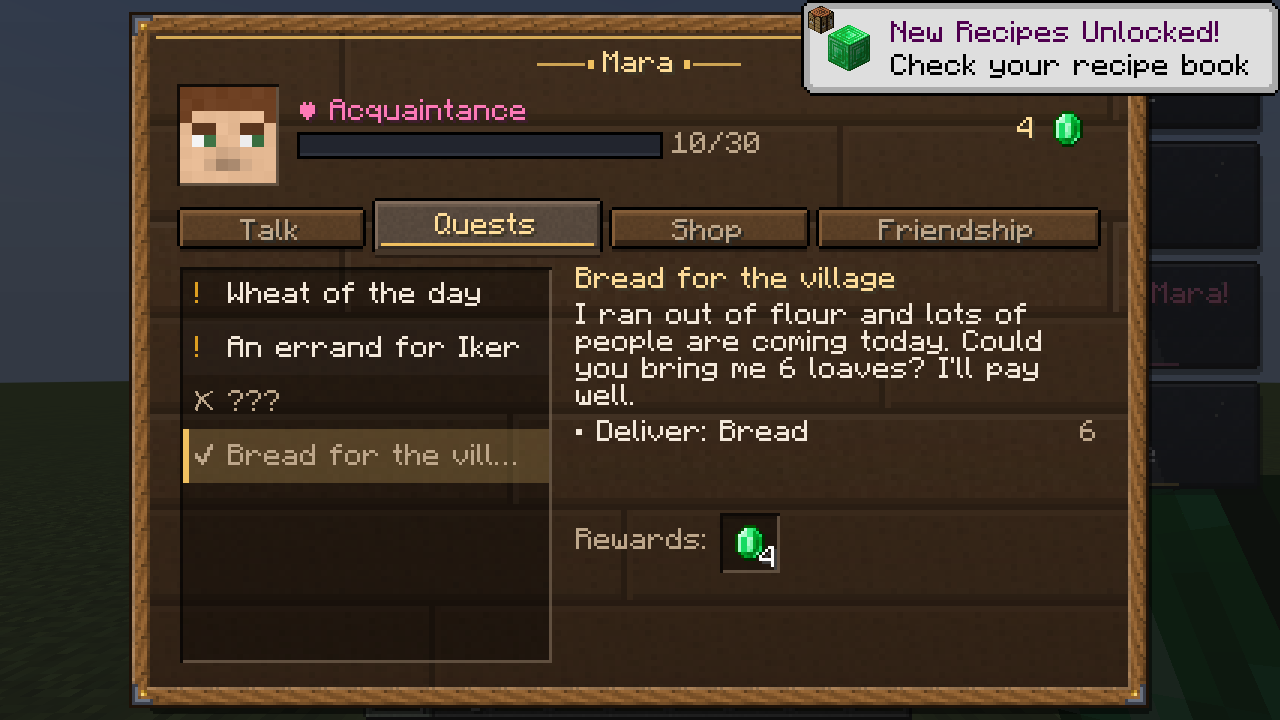 New Recipes Unlocked!
Check your recipe book
Mara
Acquaintance
10/30
4
Talk
Quests
Shop
Friendship
! Wheat of the day
! An errand for Iker
X ???
✓ Bread for the vill...
Bread for the village
I ran out of flour and lots of
people are coming today. Could
you bring me 6 loaves? I'll pay
well.
• Deliver: Bread 6
Rewards:
4
Mara!